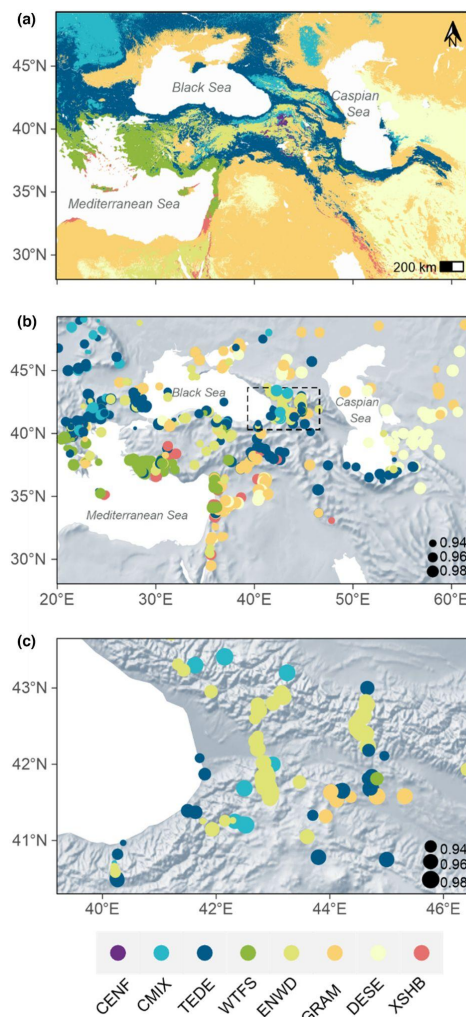 (a)
N
45°N
Black Sea
Caspian
Sea
40°N
35°N
Mediterranean Sea
30°N
200 km
(b)
45°N
Black Sea
Caspian
Sea
40°N
35°N
Mediterranean Sea
0.94
0.96
30°N
0.98
20°E 30°E 40°E 50°E 60°E
(c)
43°N
42°N
41°N
0.94
0.96
0.98
40°E 42°E 44°E 46°E
CENF CMIX TEDE WTFS ENWD GRAM DESE XSHB